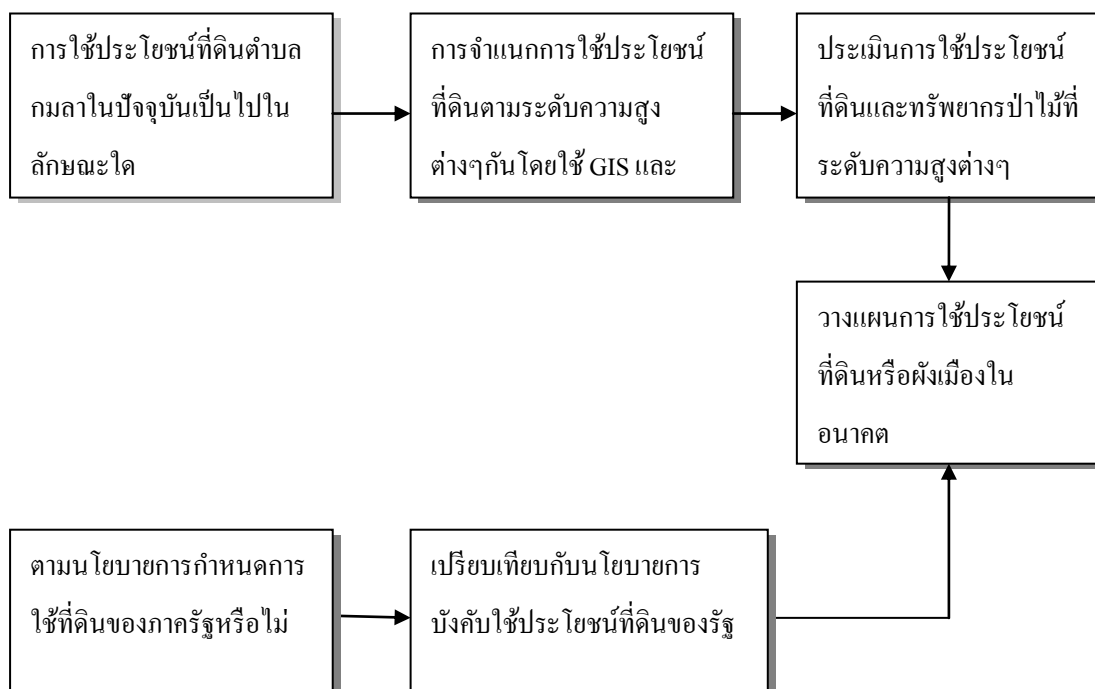 การใช้ประโยชน์ที่ดินตำบล
กมลาในปัจจุบันเป็นไปใน
ลักษณะใด
การจำแนกการใช้ประโยชน์
ที่ดินตามระดับความสูง
ต่างๆกันโดยใช้ GIS และ
ประเมินการใช้ประโยชน์
ที่ดินและทรัพยากรป่าไม้ที่
ระดับความสูงต่างๆ
วางแผนการใช้ประโยชน์
ที่ดินหรือผังเมืองใน
อนาคต
ตามนโยบายการกำหนดการ
ใช้ที่ดินของภาครัฐหรือไม่
เปรียบเทียบกับนโยบายการ
บังคับใช้ประโยชน์ที่ดินของรัฐ